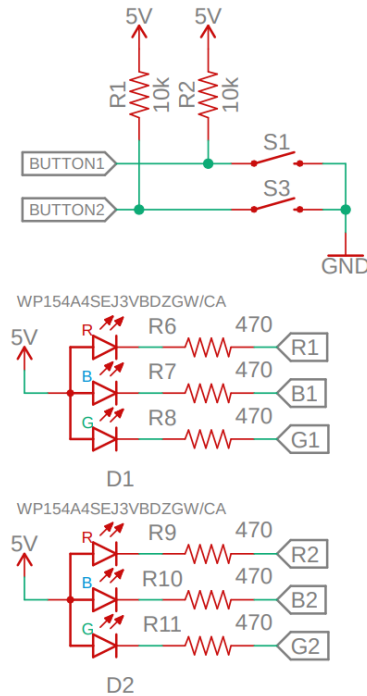 5V 5V
R1 10k R2 10k
BUTTON1 S1
BUTTON2 S3
GND
WP154A4SEJ3VBDZGW/CA
5V R R6 470 R1
B R7 470 B1
G R8 470 G1
D1
WP154A4SEJ3VBDZGW/CA
5V R R9 470 R2
B R10 470 B2
G R11 470 G2
D2